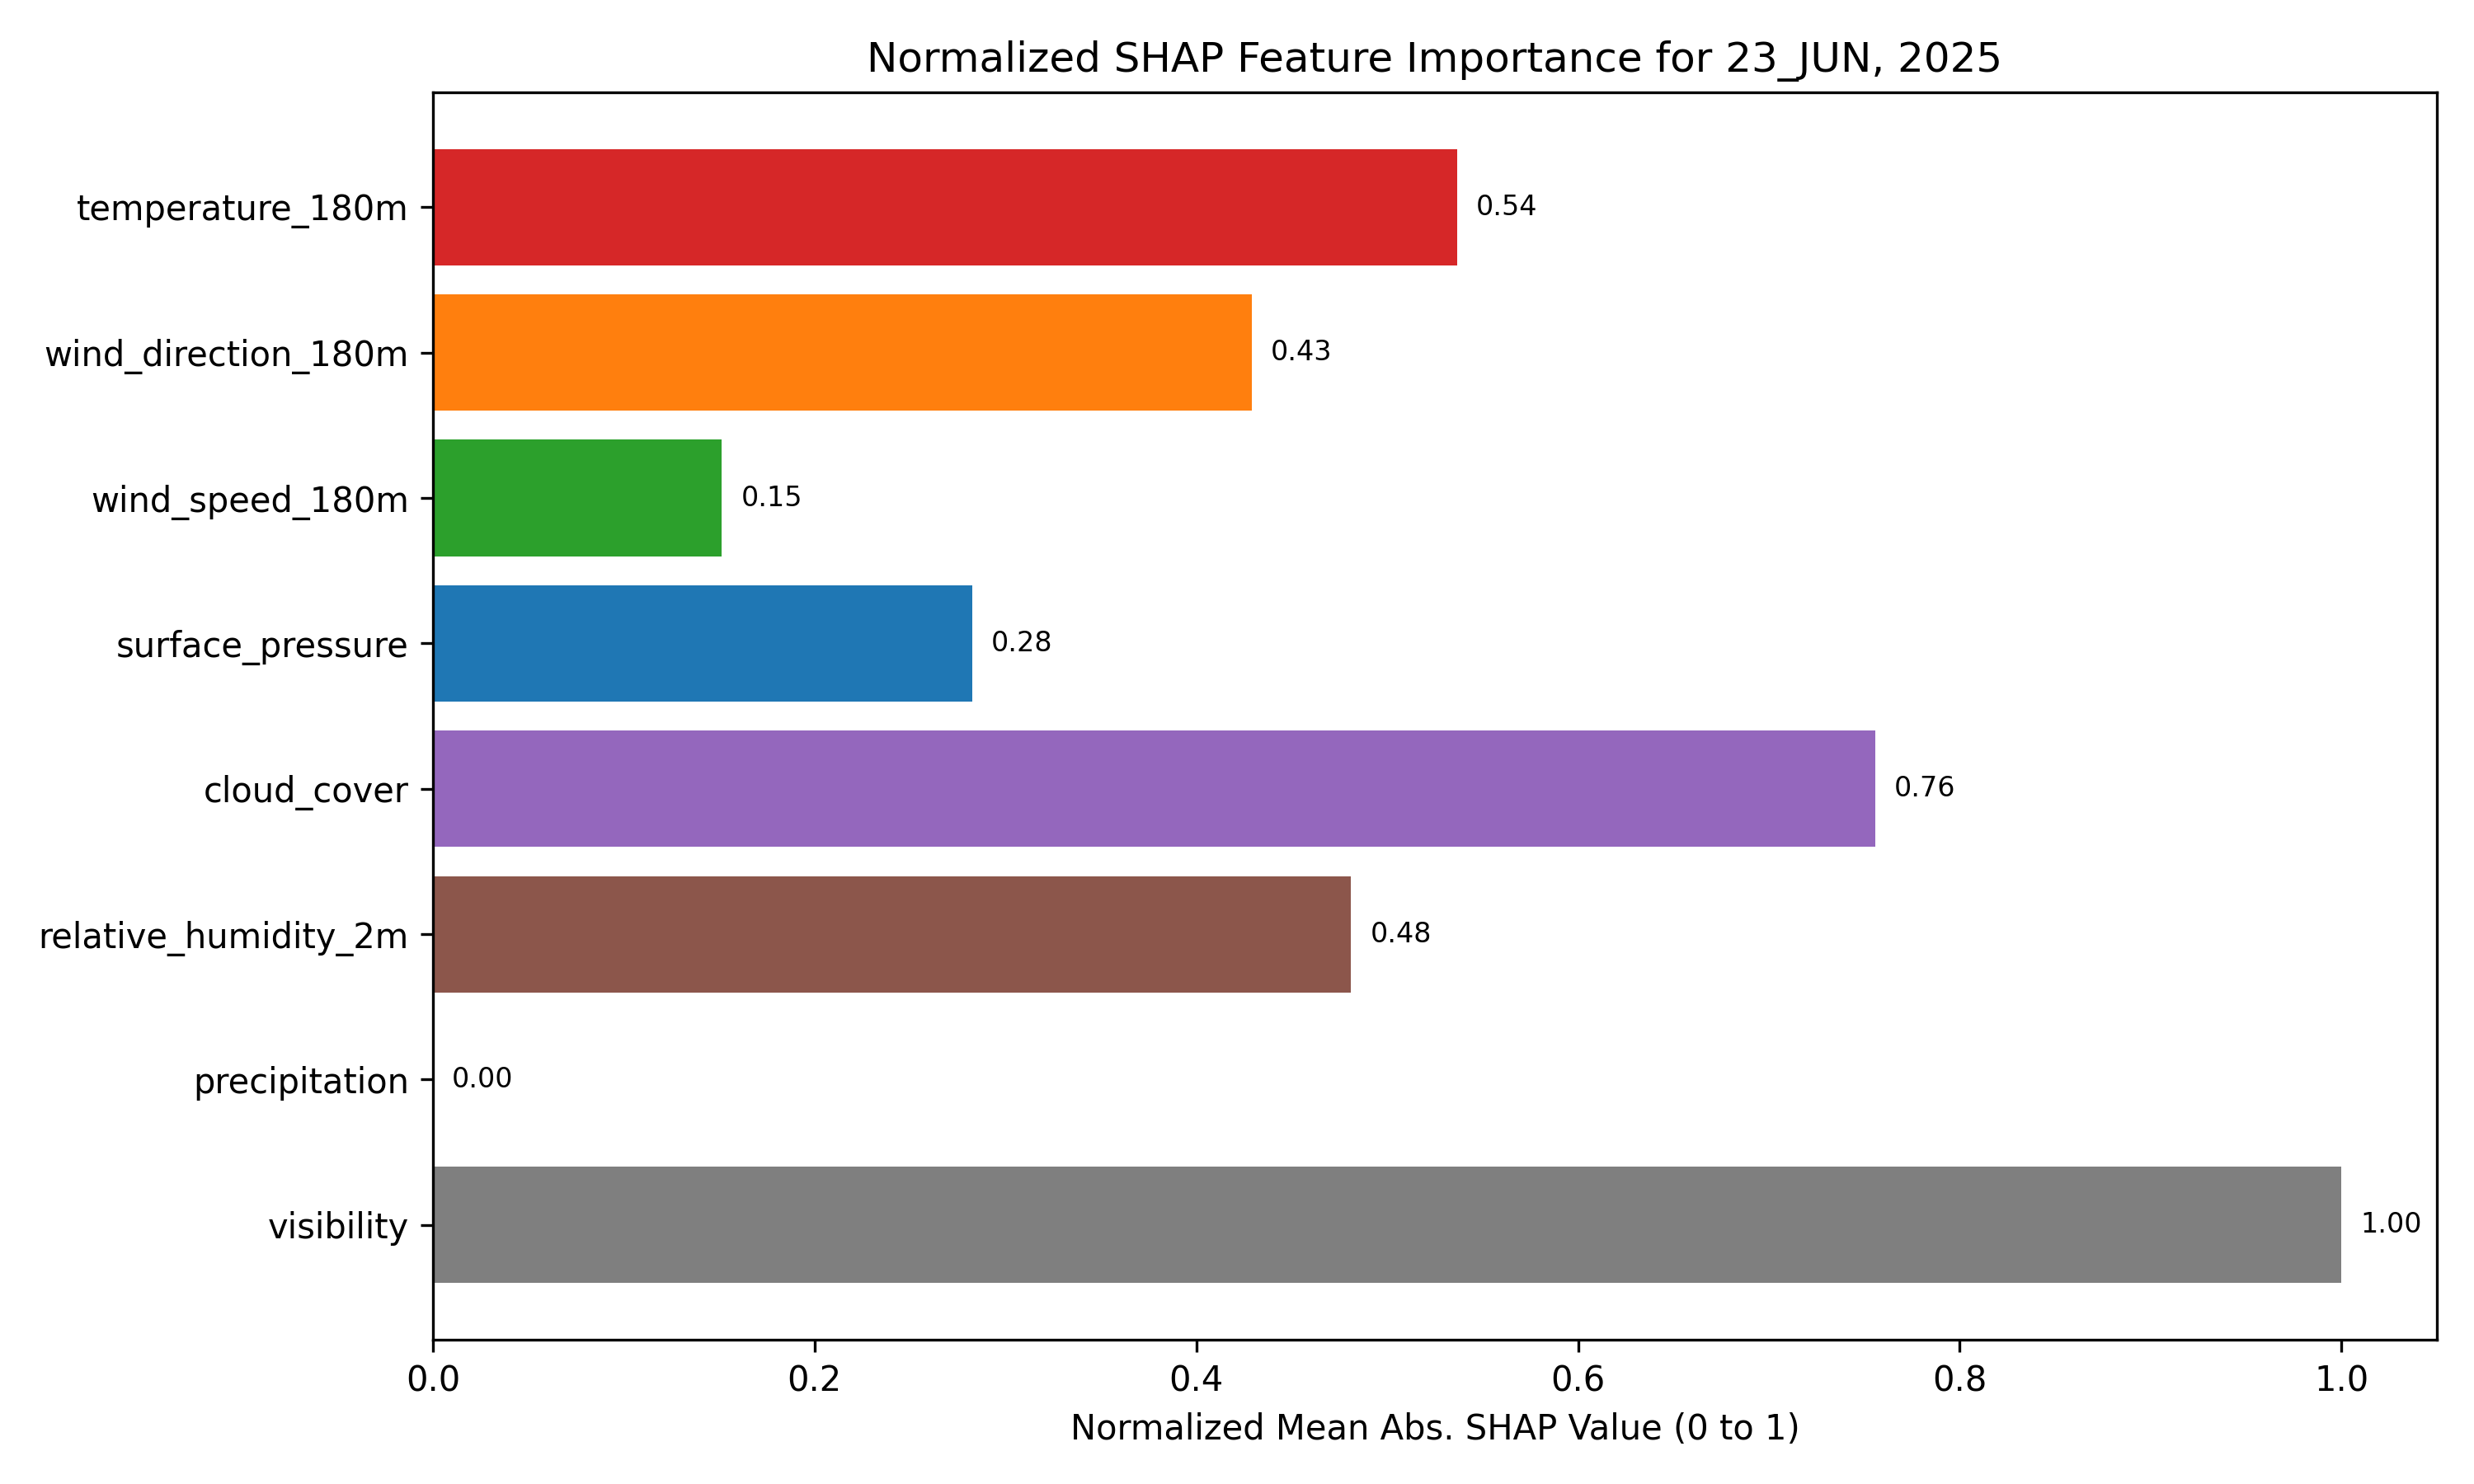 Normalized SHAP Feature Importance for 23_JUN, 2025
temperature_180m
0.54
wind_direction_180m
0.43
wind_speed_180m
0.15
surface_pressure
0.28
cloud_cover
0.76
relative_humidity_2m
0.48
precipitation
0.00
visibility
1.00
0.0 0.2 0.4 0.6 0.8 1.0
Normalized Mean Abs. SHAP Value (0 to 1)